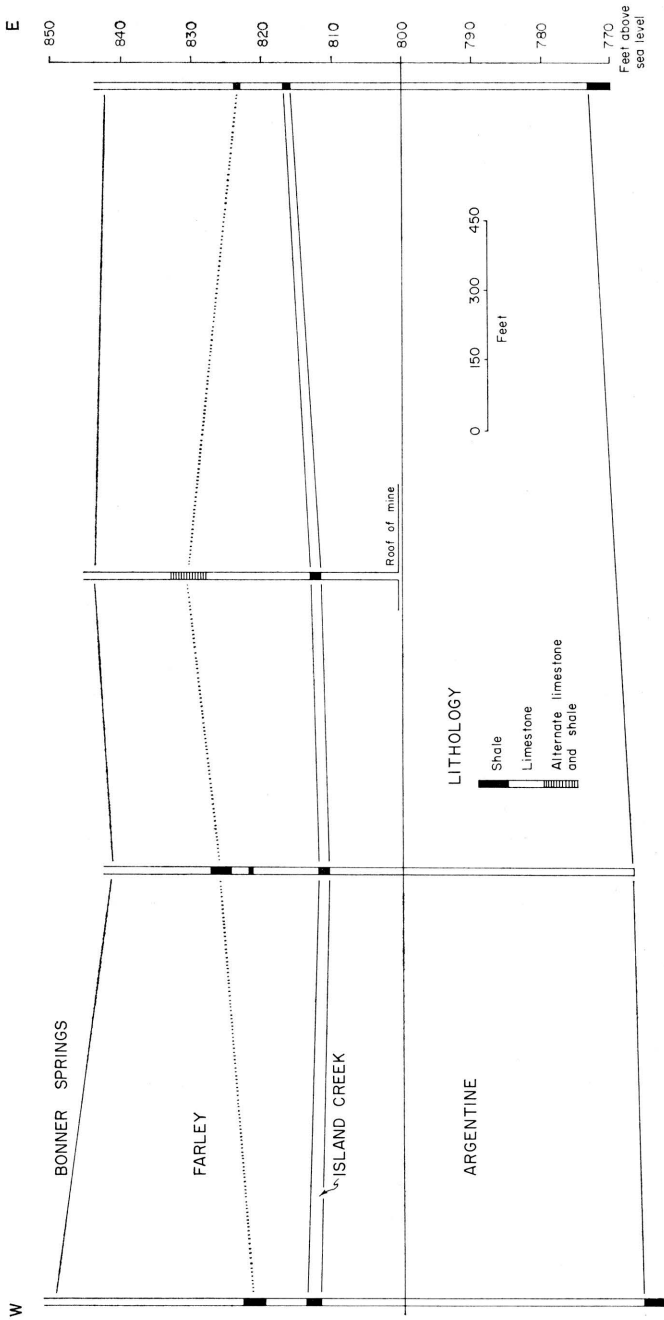 W
E
BONNER SPRINGS
FARLEY
ISLAND CREEK
ARGENTINE
Roof of mine
LITHOLOGY
Shale
Limestone
Alternate limestone
and shale
0 150 300 450
Feet
850
840
830
820
810
800
790
780
770
Feet above
sea level